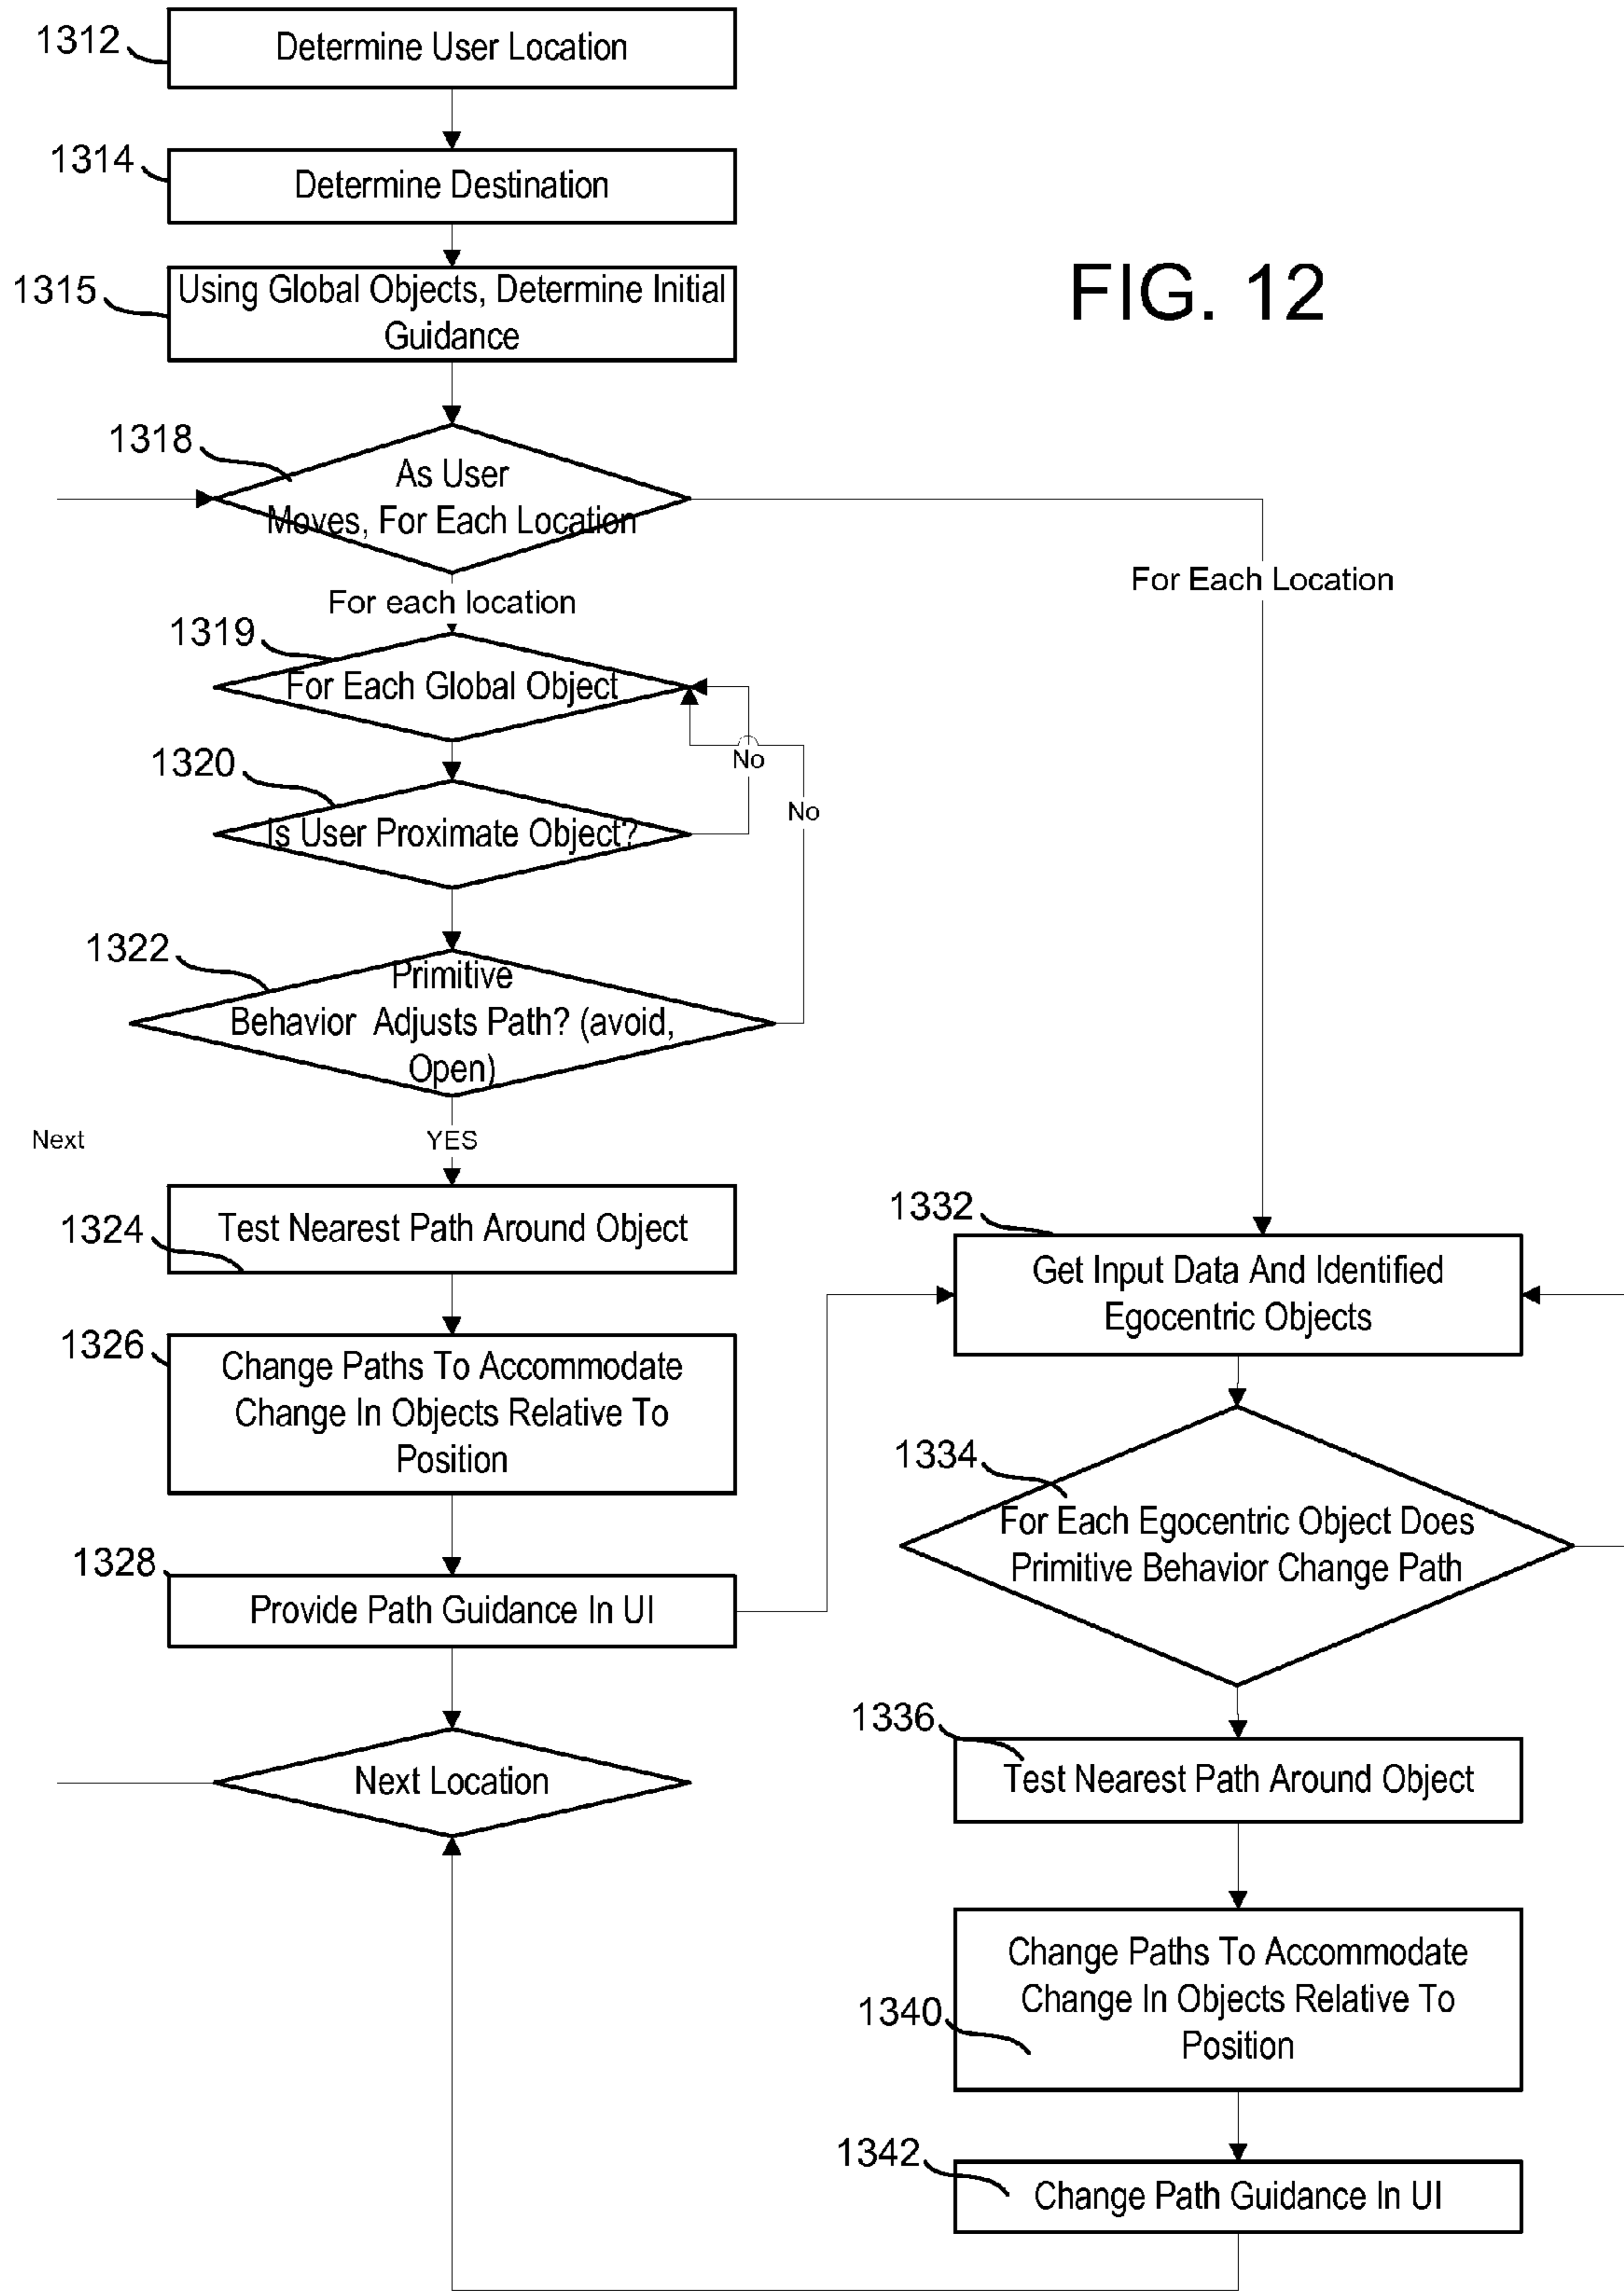 1312
Determine User Location
1314
Determine Destination
FIG. 12
1315
Using Global Objects, Determine Initial
Guidance
1318
As User
Moves, For Each Location
For Each Location
For each location
1319
For Each Global Object
No
1320
No
Is User Proximate Object?
1322
Primitive
Behavior Adjusts Path? (avoid,
Open)
Next
YES
1324
Test Nearest Path Around Object
1326
Change Paths To Accommodate
Change In Objects Relative To
Position
1328
Provide Path Guidance In UI
Next Location
1332
Get Input Data And Identified
Egocentric Objects
1334
For Each Egocentric Object Does
Primitive Behavior Change Path
1336
Test Nearest Path Around Object
Change Paths To Accommodate
Change In Objects Relative To
Position
1340
1342
Change Path Guidance In UI